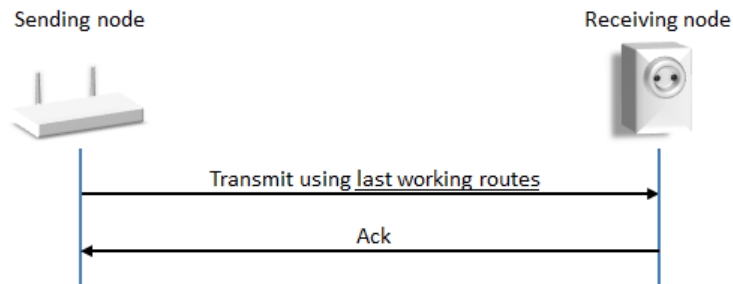 Sending node
Receiving node
Transmit using last working routes
Ack